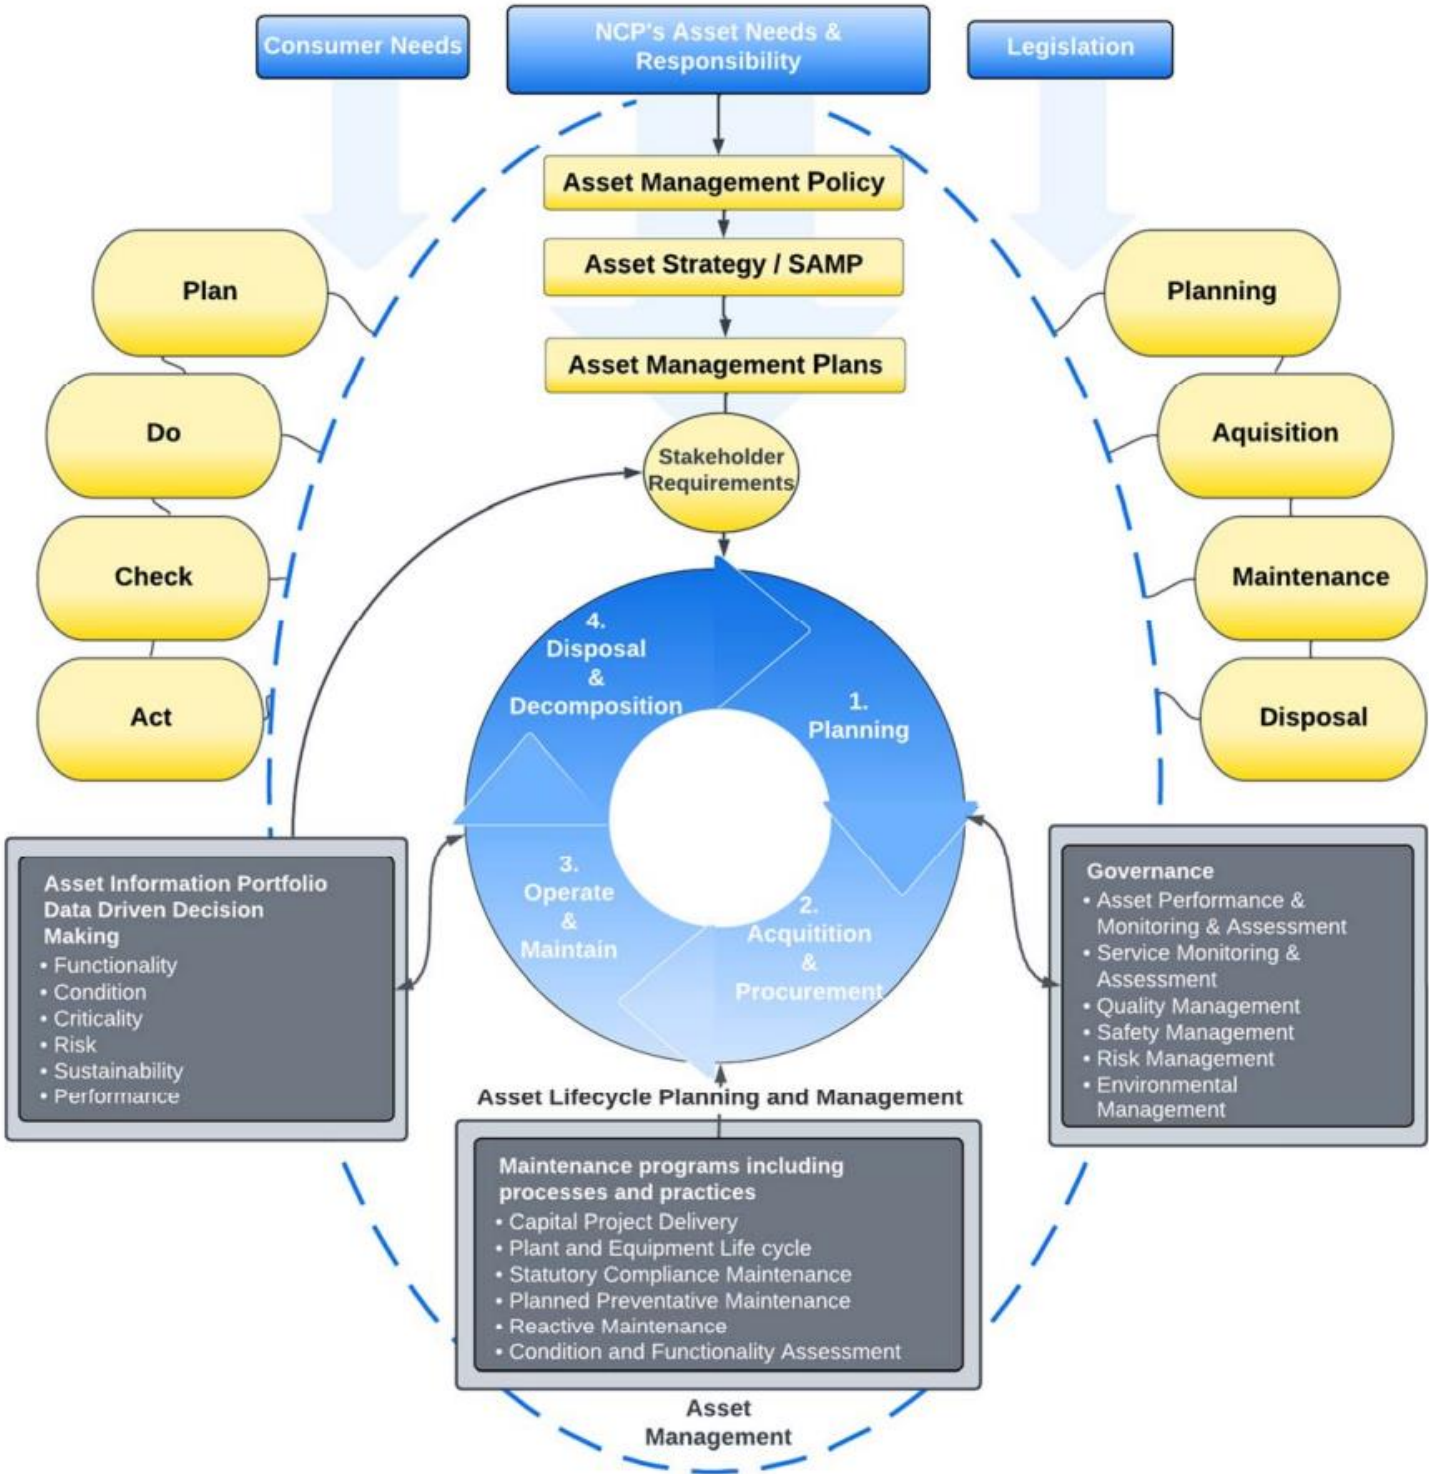 Consumer Needs
NCP's Asset Needs &
Responsibility
Legislation
Asset Management Policy
Asset Strategy / SAMP
Asset Management Plans
Stakeholder
Requirements
Plan
Do
Check
Act
Planning
Aquisition
Maintenance
Disposal
1.
Planning
2.
Acquitition
&
Procurement
3.
Operate
&
Maintain
4.
Disposal
&
Decomposition
Asset Information Portfolio
Data Driven Decision
Making
• Functionality
• Condition
• Criticality
• Risk
• Sustainability
• Performance
Governance
• Asset Performance &
Monitoring & Assessment
• Service Monitoring &
Assessment
• Quality Management
• Safety Management
• Risk Management
• Environmental
Management
Asset Lifecycle Planning and Management
Maintenance programs including
processes and practices
• Capital Project Delivery
• Plant and Equipment Life cycle
• Statutory Compliance Maintenance
• Planned Preventative Maintenance
• Reactive Maintenance
• Condition and Functionality Assessment
Asset
Management